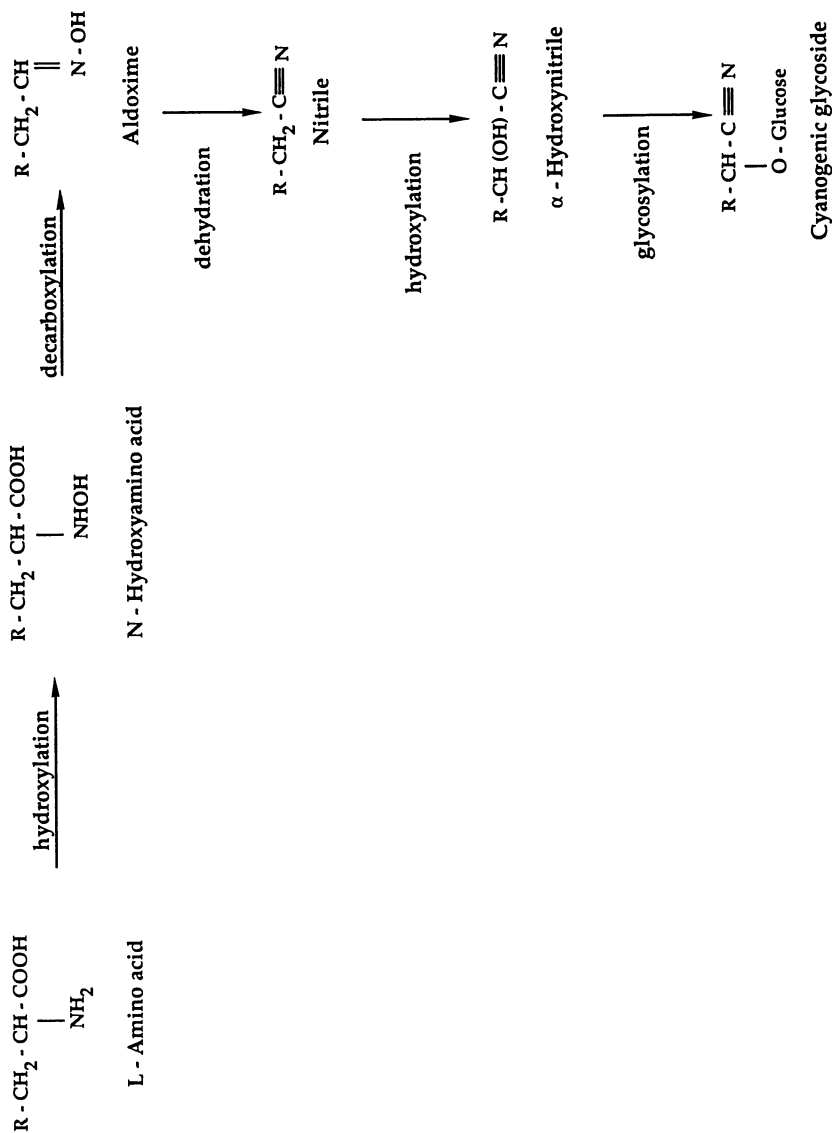 R - CH2 - CH - COOH
NH2
L - Amino acid
hydroxylation
R - CH2 - CH - COOH
NHOH
N - Hydroxyamino acid
decarboxylation
R - CH2 - CH
N - OH
Aldoxime
dehydration
R - CH2 - C≡N
Nitrile
hydroxylation
R -CH (OH) - C≡N
α - Hydroxynitrile
glycosylation
R - CH - C ≡ N
O - Glucose
Cyanogenic glycoside